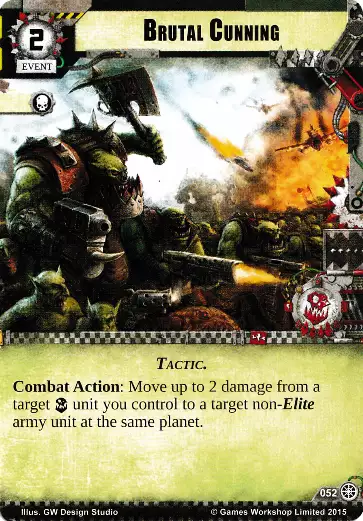 BRUTAL CUNNING
2
EVENT
TACTIC.
Combat Action: Move up to 2 damage from a
target unit you control to a target non-Elite
army unit at the same planet.
052
Illus. GW Design Studio © Games Workshop Limited 2015